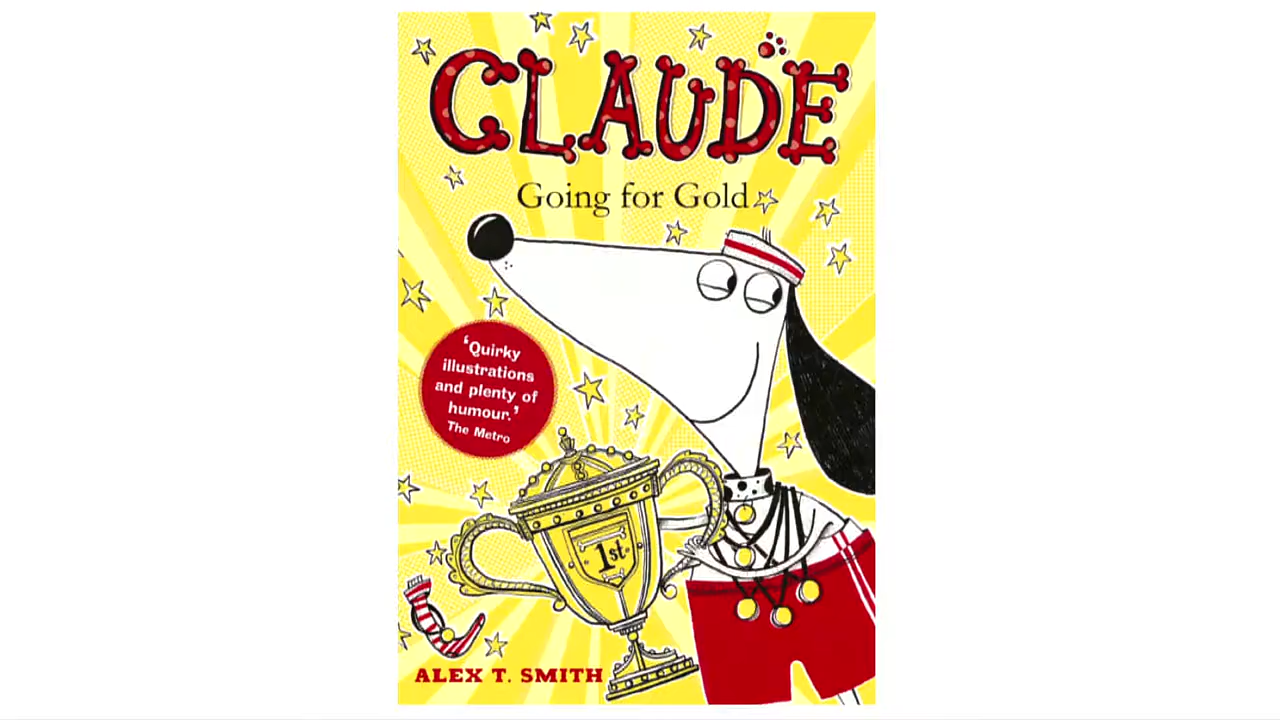 CLAUDE
Going for Gold
‘Quirky
illustrations
and plenty of
humour.’
The Metro
1st
ALEX T. SMITH